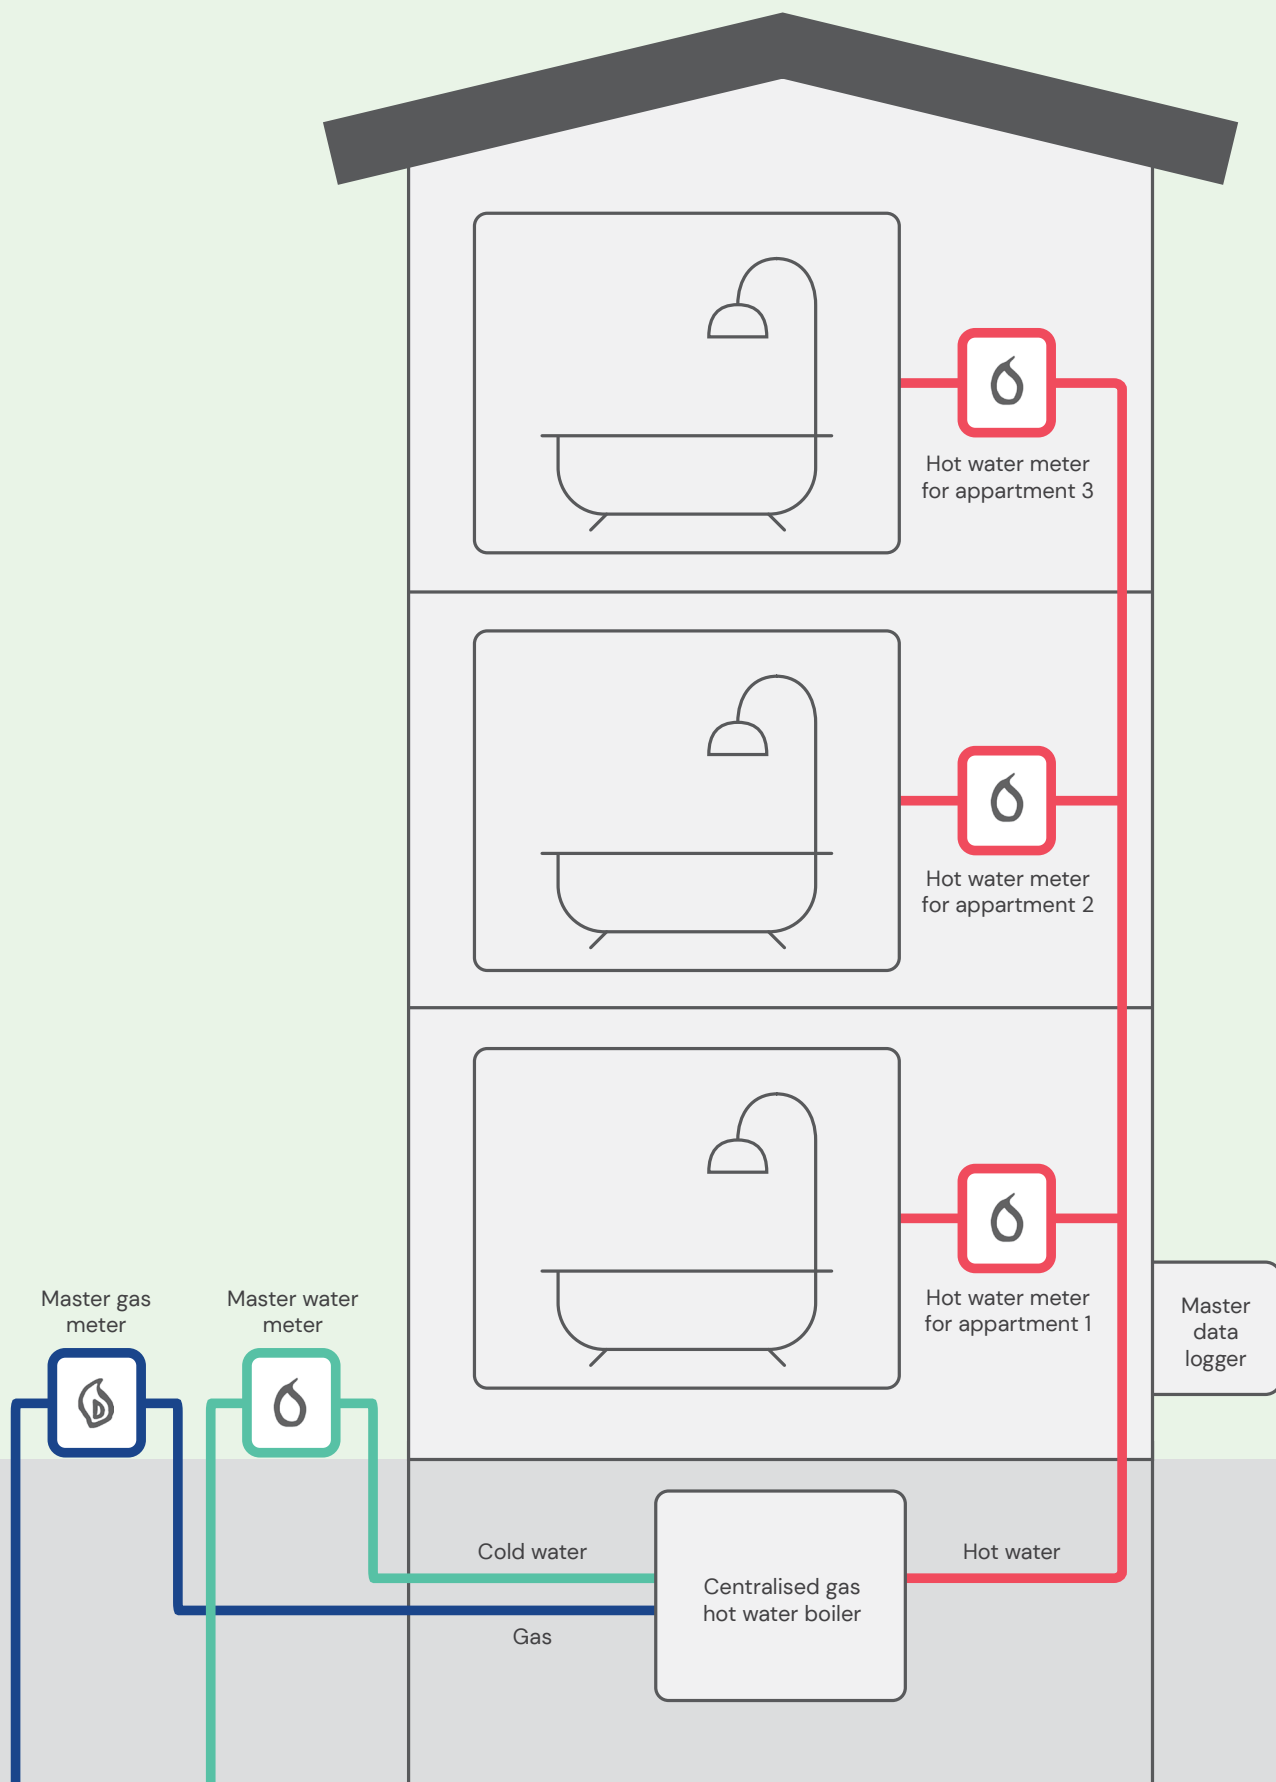 Hot water meter
for appartment 3
Hot water meter
for appartment 2
Hot water meter
for appartment 1
Master gas
meter
Master water
meter
Master
data
logger
Cold water
Hot water
Centralised gas
hot water boiler
Gas